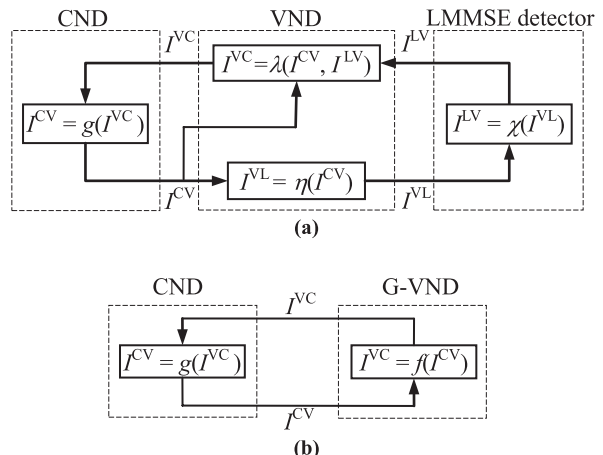 CND VND LMMSE detector
I^VC I^LV
I^VC=λ(I^CV, I^LV)
I^CV = g(I^VC) I^LV = χ(I^VL)
I^VL = η(I^CV)
I^CV I^VL
(a)
CND G-VND
I^VC
I^CV = g(I^VC) I^VC = f(I^CV)
I^CV
(b)